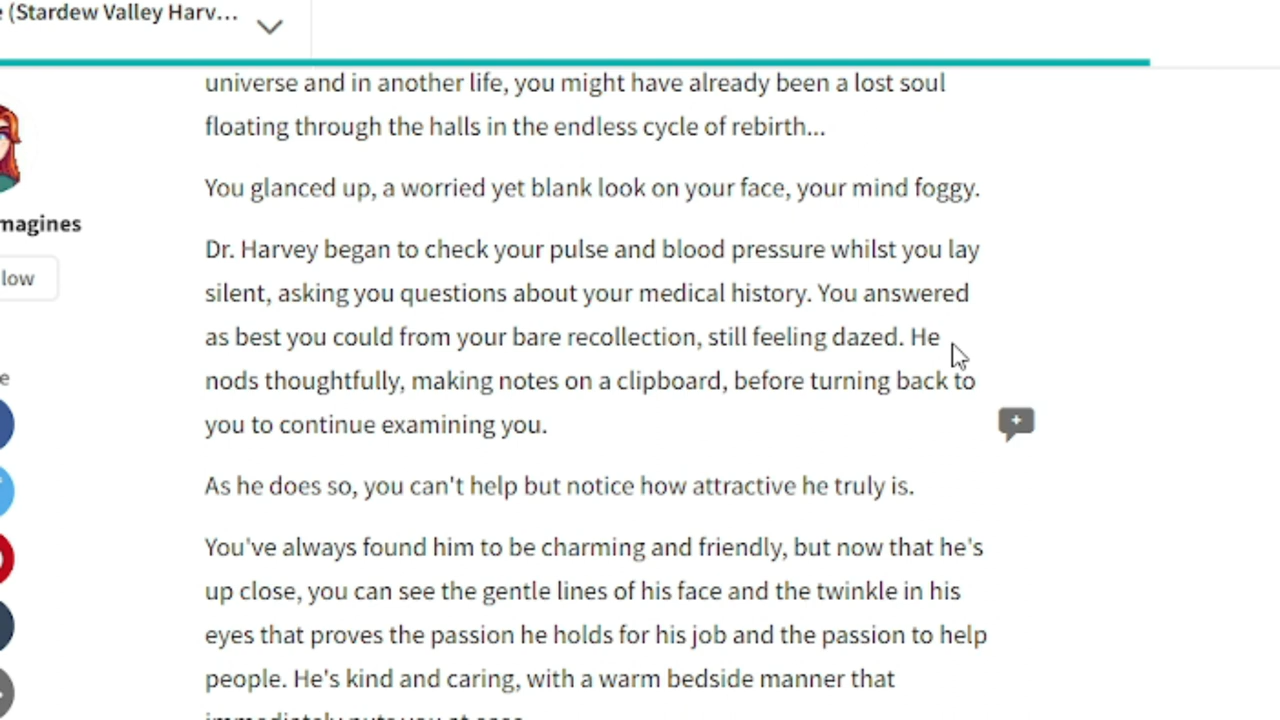 (Stardew Valley Harv...
universe and in another life, you might have already been a lost soul
floating through the halls in the endless cycle of rebirth...
You glanced up, a worried yet blank look on your face, your mind foggy.
magines
Dr. Harvey began to check your pulse and blood pressure whilst you lay
low
silent, asking you questions about your medical history. You answered
as best you could from your bare recollection, still feeling dazed. He
nods thoughtfully, making notes on a clipboard, before turning back to
you to continue examining you.
As he does so, you can't help but notice how attractive he truly is.
You've always found him to be charming and friendly, but now that he's
up close, you can see the gentle lines of his face and the twinkle in his
eyes that proves the passion he holds for his job and the passion to help
people. He's kind and caring, with a warm bedside manner that
immediately puts you at ease.